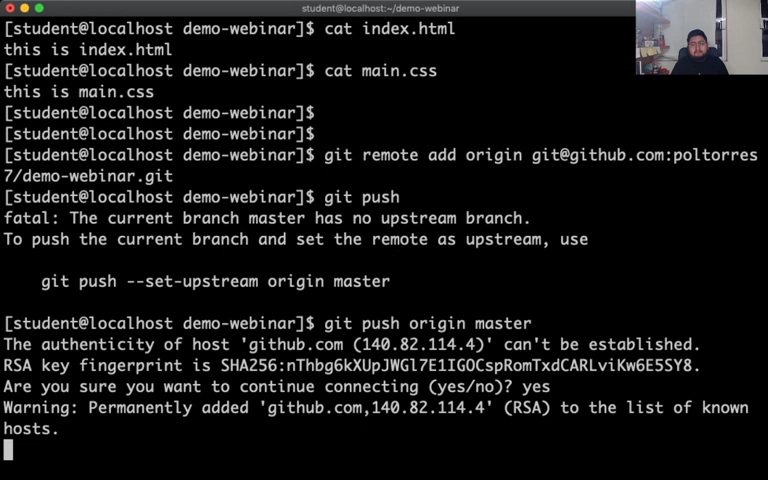 student@localhost:~/demo-webinar
[student@localhost demo-webinar]$ cat index.html
this is index.html
[student@localhost demo-webinar]$ cat main.css
this is main.css
[student@localhost demo-webinar]$
[student@localhost demo-webinar]$
[student@localhost demo-webinar]$ git remote add origin git@github.com:poltorres
7/demo-webinar.git
[student@localhost demo-webinar]$ git push
fatal: The current branch master has no upstream branch.
To push the current branch and set the remote as upstream, use
git push --set-upstream origin master
[student@localhost demo-webinar]$ git push origin master
The authenticity of host 'github.com (140.82.114.4)' can't be established.
RSA key fingerprint is SHA256:nThbg6kXUpJWGl7E1IGOCspRomTxdCARLviKw6E5SY8.
Are you sure you want to continue connecting (yes/no)? yes
Warning: Permanently added 'github.com,140.82.114.4' (RSA) to the list of known
hosts.